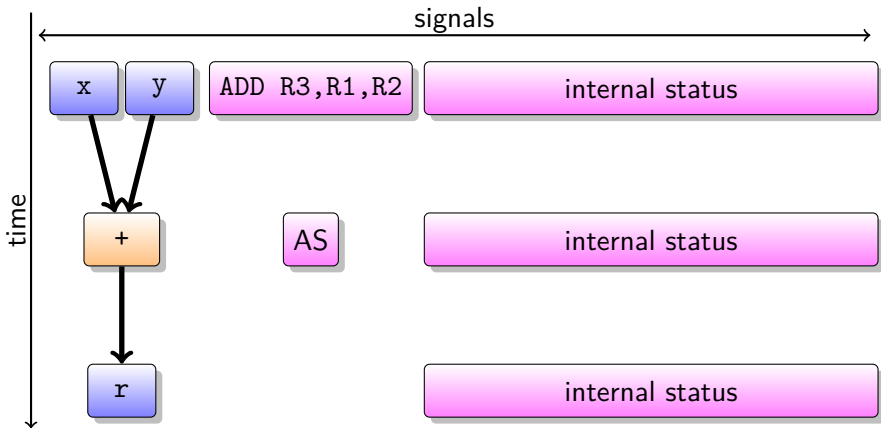 signals
x y ADD R3,R1,R2 internal status
time
+ AS internal status
r internal status